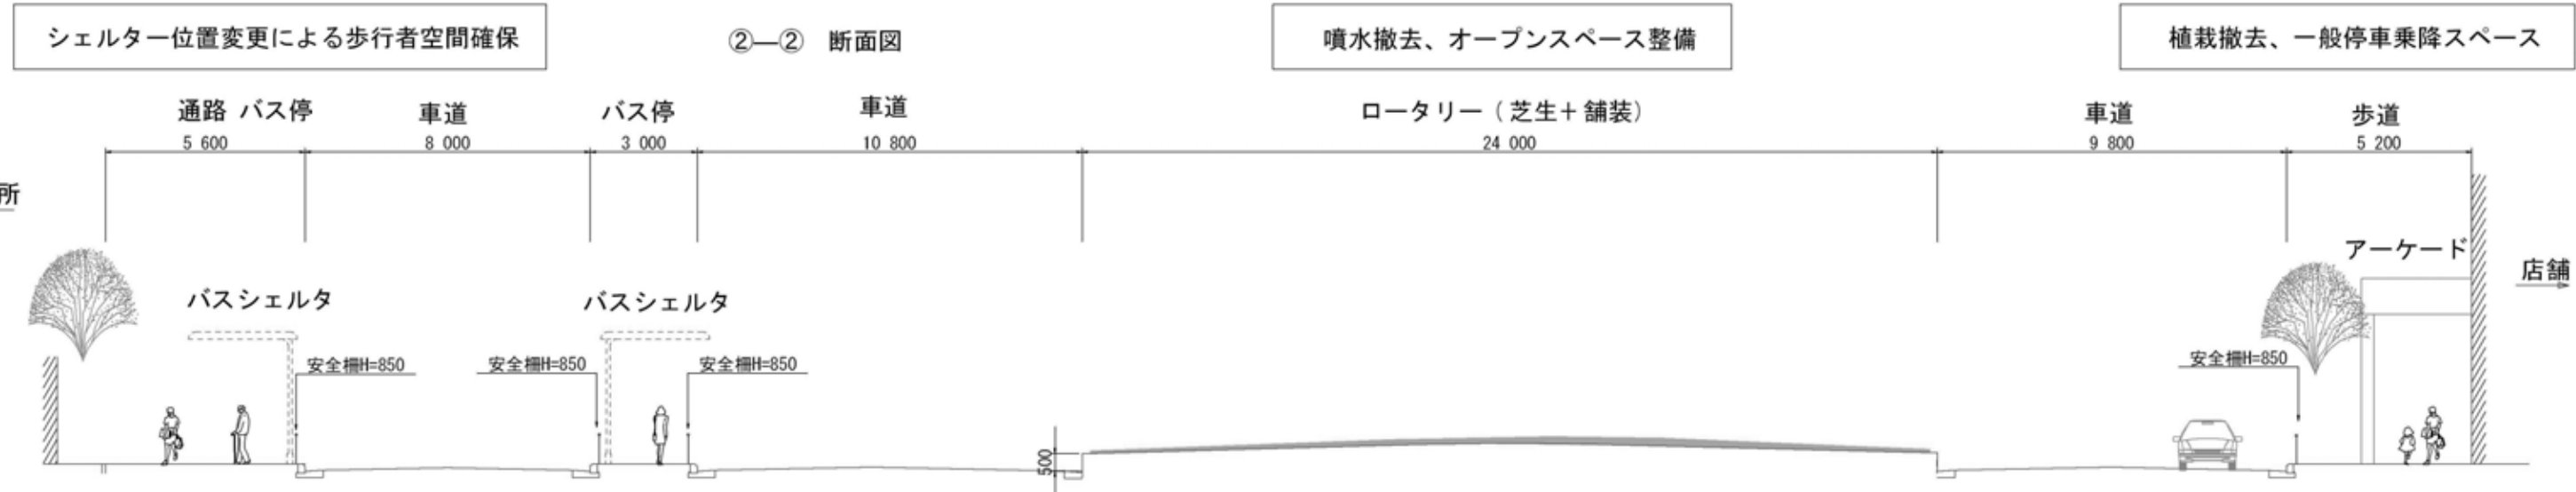 シェルター位置変更による歩行者空間確保
②―② 断面図
噴水撤去、オープンスペース整備
植栽撤去、一般停車乗降スペース
通路 バス停
車道
バス停
車道
ロータリー（芝生＋舗装）
車道
歩道
5 600
8 000
3 000
10 800
24 000
9 800
5 200
所
アーケード
店舗
バスシェルタ
バスシェルタ
安全柵H=850
安全柵H=850
安全柵H=850
安全柵H=850
500